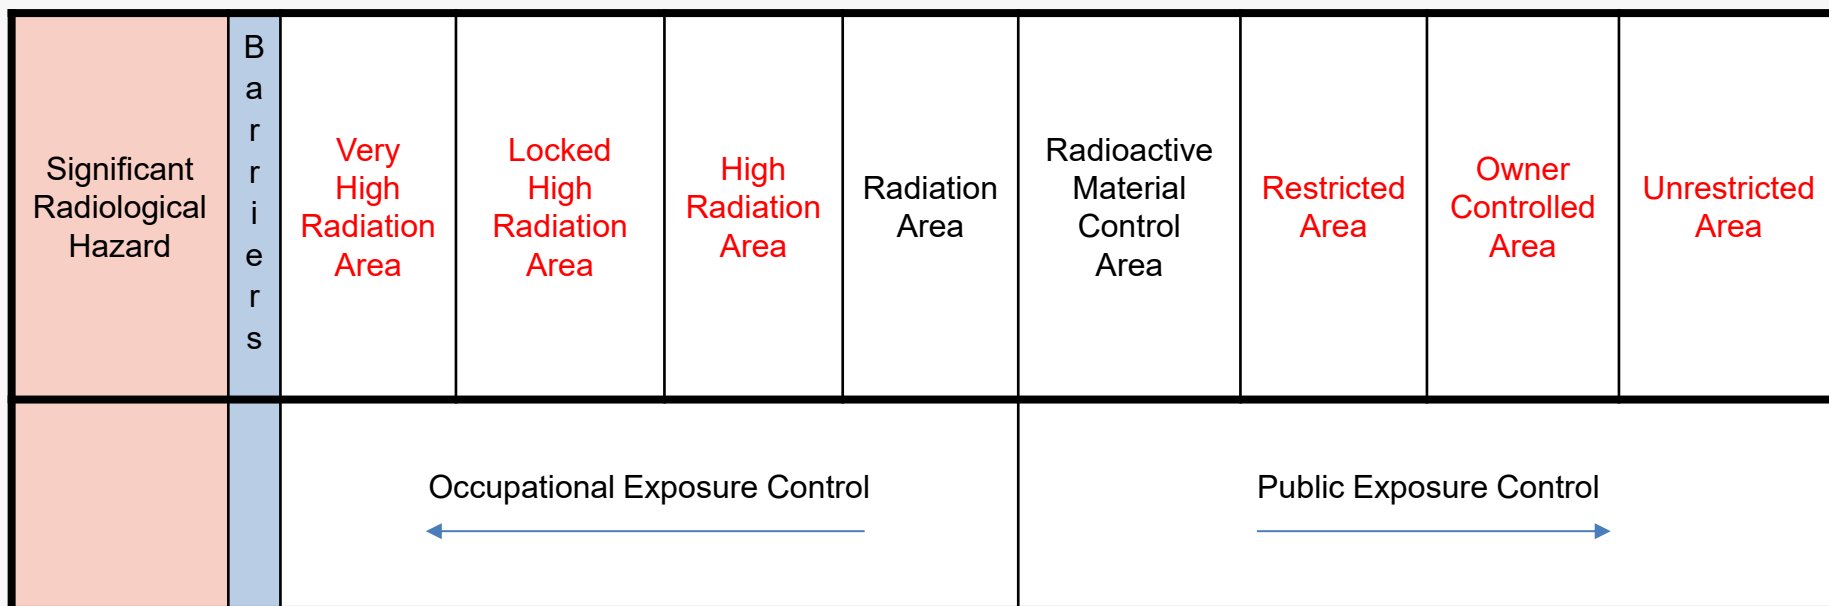 Significant
Radiological
Hazard
Barriers
Very
High
Radiation
Area
Locked
High
Radiation
Area
High
Radiation
Area
Radiation
Area
Radioactive
Material
Control
Area
Restricted
Area
Owner
Controlled
Area
Unrestricted
Area
Occupational Exposure Control
Public Exposure Control